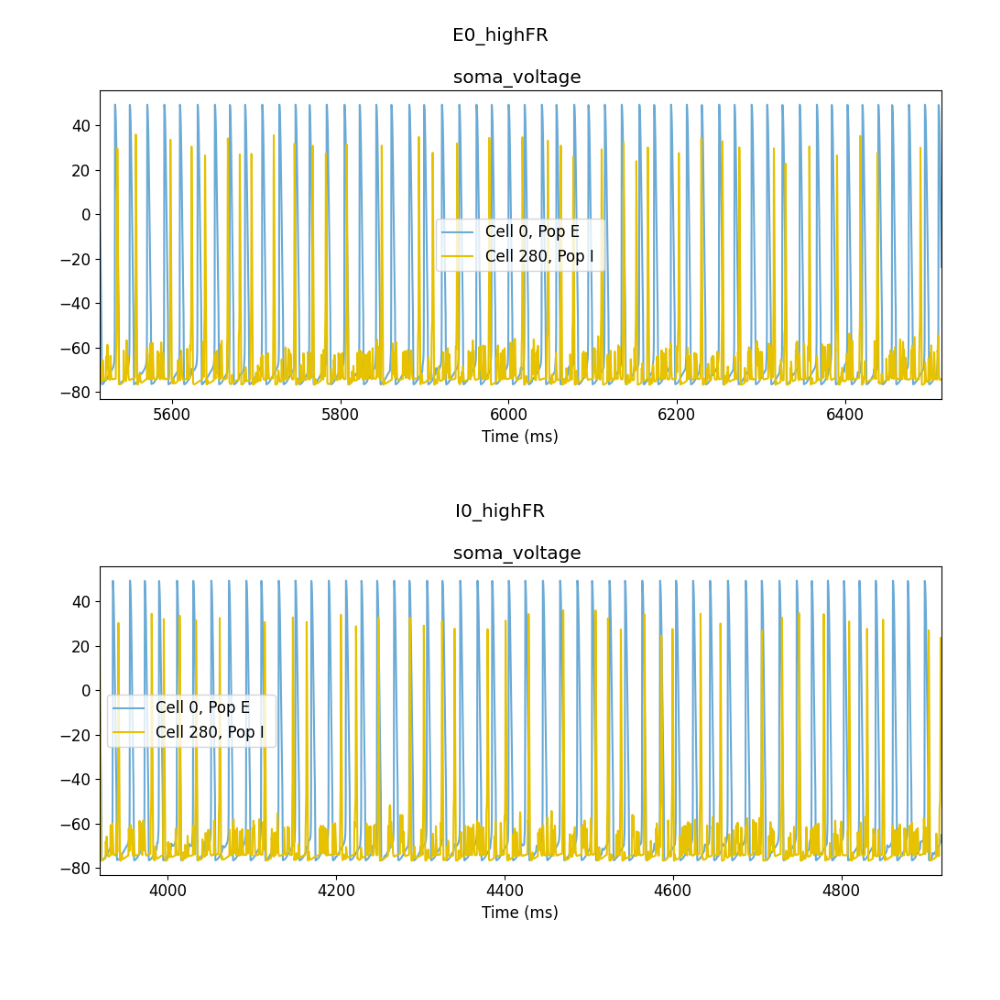 E0_highFR
soma_voltage
40
20
0
−20
−40
−60
−80
Cell 0, Pop E
Cell 280, Pop I
5600 5800 6000 6200 6400
Time (ms)
I0_highFR
soma_voltage
40
20
0
−20
−40
−60
−80
Cell 0, Pop E
Cell 280, Pop I
4000 4200 4400 4600 4800
Time (ms)